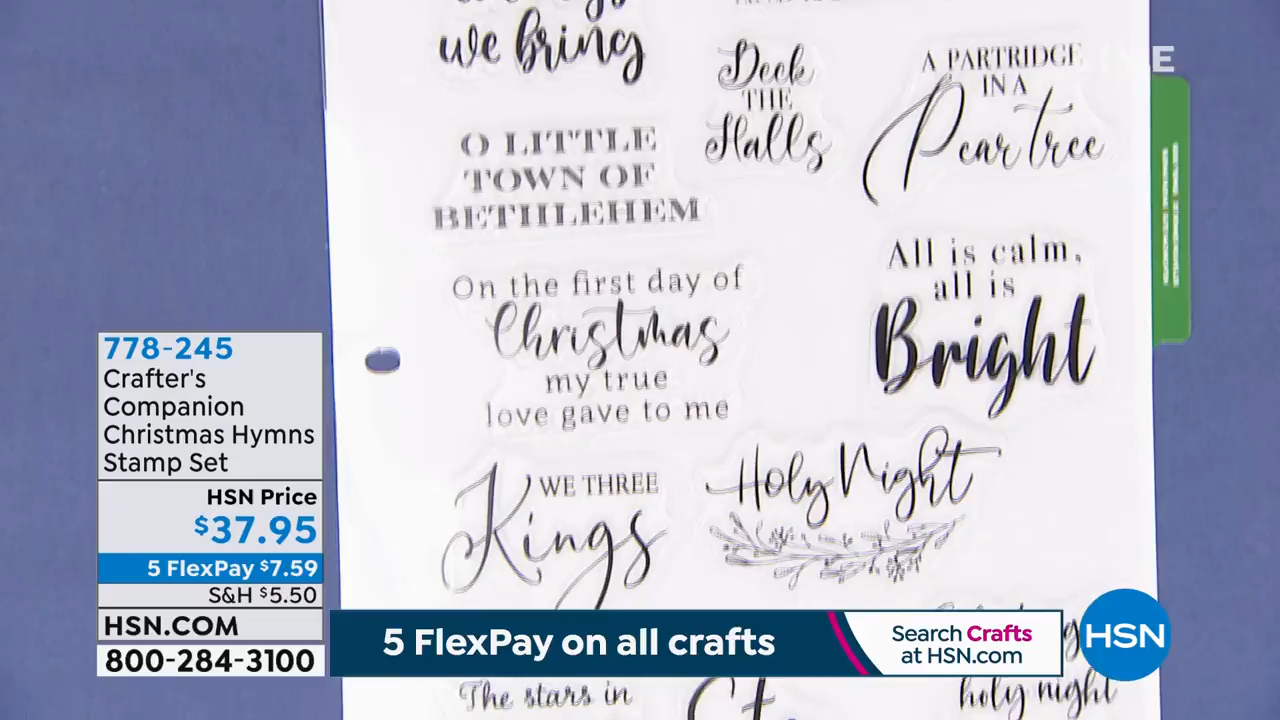 we bring
Deck
THE
Halls
A PARTRIDGE
IN A
Pear tree
O LITTLE
TOWN OF
BETHLEHEM
On the first day of
Christmas
my true
love gave to me
All is calm,
all is
Bright
WE THREE
Kings
Holy Night
The stars in
holy night
778-245
Crafter's
Companion
Christmas Hymns
Stamp Set
HSN Price
$37.95
5 FlexPay $7.59
S&H $5.50
HSN.COM
800-284-3100
5 FlexPay on all crafts
Search Crafts
at HSN.com
HSN